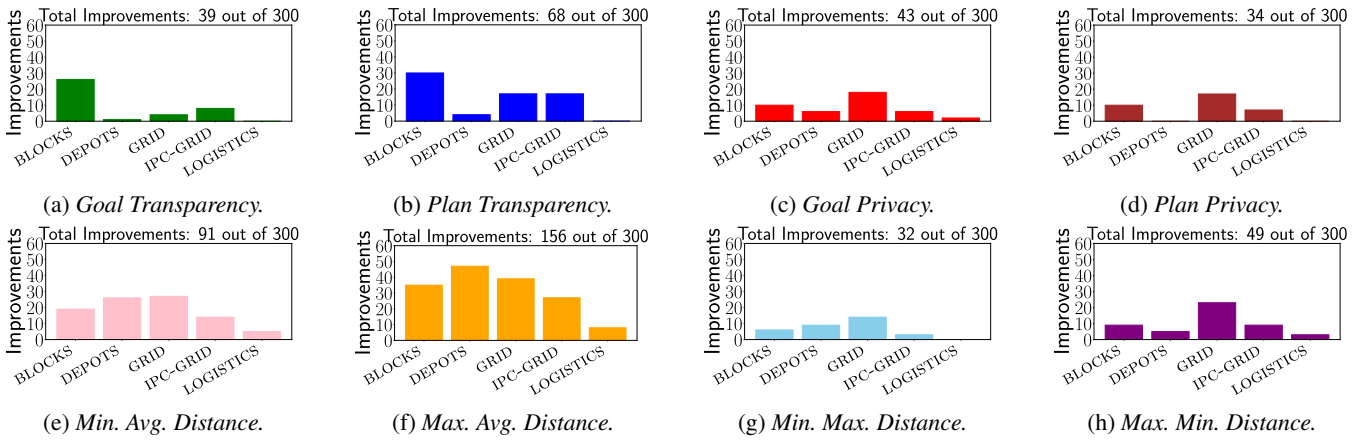 Total Improvements: 39 out of 300
Improvements
60
50
40
30
20
10
0
BLOCKS
DEPOTS
GRID
IPC-GRID
LOGISTICS
(a) Goal Transparency.
Total Improvements: 68 out of 300
Improvements
60
50
40
30
20
10
0
BLOCKS
DEPOTS
GRID
IPC-GRID
LOGISTICS
(b) Plan Transparency.
Total Improvements: 43 out of 300
Improvements
60
50
40
30
20
10
0
BLOCKS
DEPOTS
GRID
IPC-GRID
LOGISTICS
(c) Goal Privacy.
Total Improvements: 34 out of 300
Improvements
60
50
40
30
20
10
0
BLOCKS
DEPOTS
GRID
IPC-GRID
LOGISTICS
(d) Plan Privacy.
Total Improvements: 91 out of 300
Improvements
60
50
40
30
20
10
0
BLOCKS
DEPOTS
GRID
IPC-GRID
LOGISTICS
(e) Min. Avg. Distance.
Total Improvements: 156 out of 300
Improvements
60
50
40
30
20
10
0
BLOCKS
DEPOTS
GRID
IPC-GRID
LOGISTICS
(f) Max. Avg. Distance.
Total Improvements: 32 out of 300
Improvements
60
50
40
30
20
10
0
BLOCKS
DEPOTS
GRID
IPC-GRID
LOGISTICS
(g) Min. Max. Distance.
Total Improvements: 49 out of 300
Improvements
60
50
40
30
20
10
0
BLOCKS
DEPOTS
GRID
IPC-GRID
LOGISTICS
(h) Max. Min. Distance.